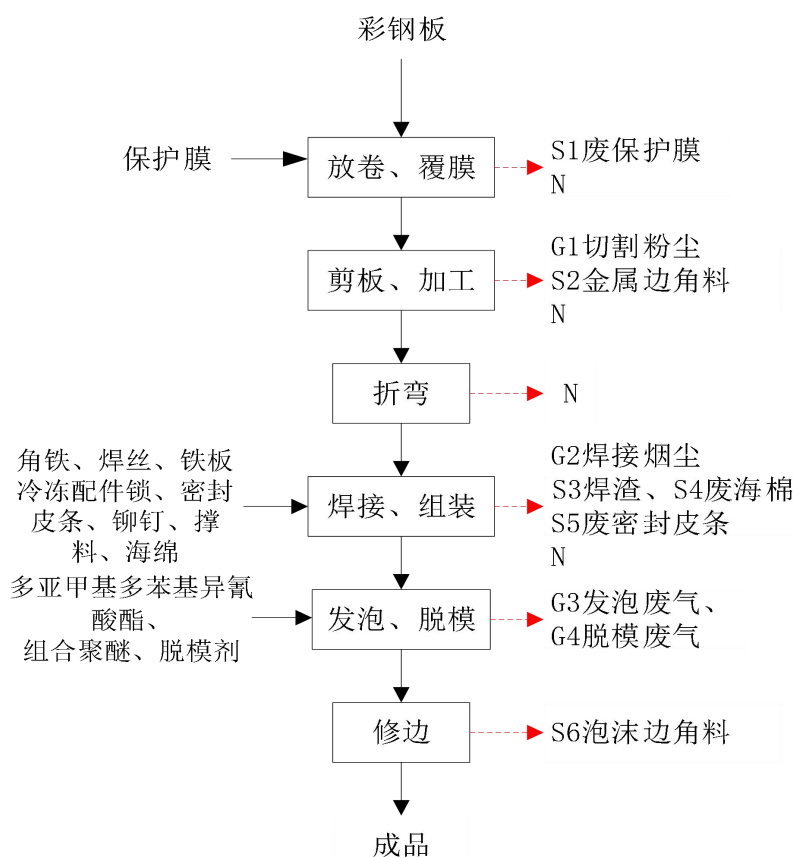 彩钢板
保护膜
放卷、覆膜
S1废保护膜
N
剪板、加工
G1切割粉尘
S2金属边角料
N
折弯
N
角铁、焊丝、铁板
冷冻配件锁、密封
皮条、铆钉、撑
料、海绵
焊接、组装
G2焊接烟尘
S3焊渣、S4废海棉
S5废密封皮条
N
多亚甲基多苯基异氰
酸酯、
组合聚醚、脱模剂
发泡、脱模
G3发泡废气、
G4脱模废气
修边
S6泡沫边角料
成品